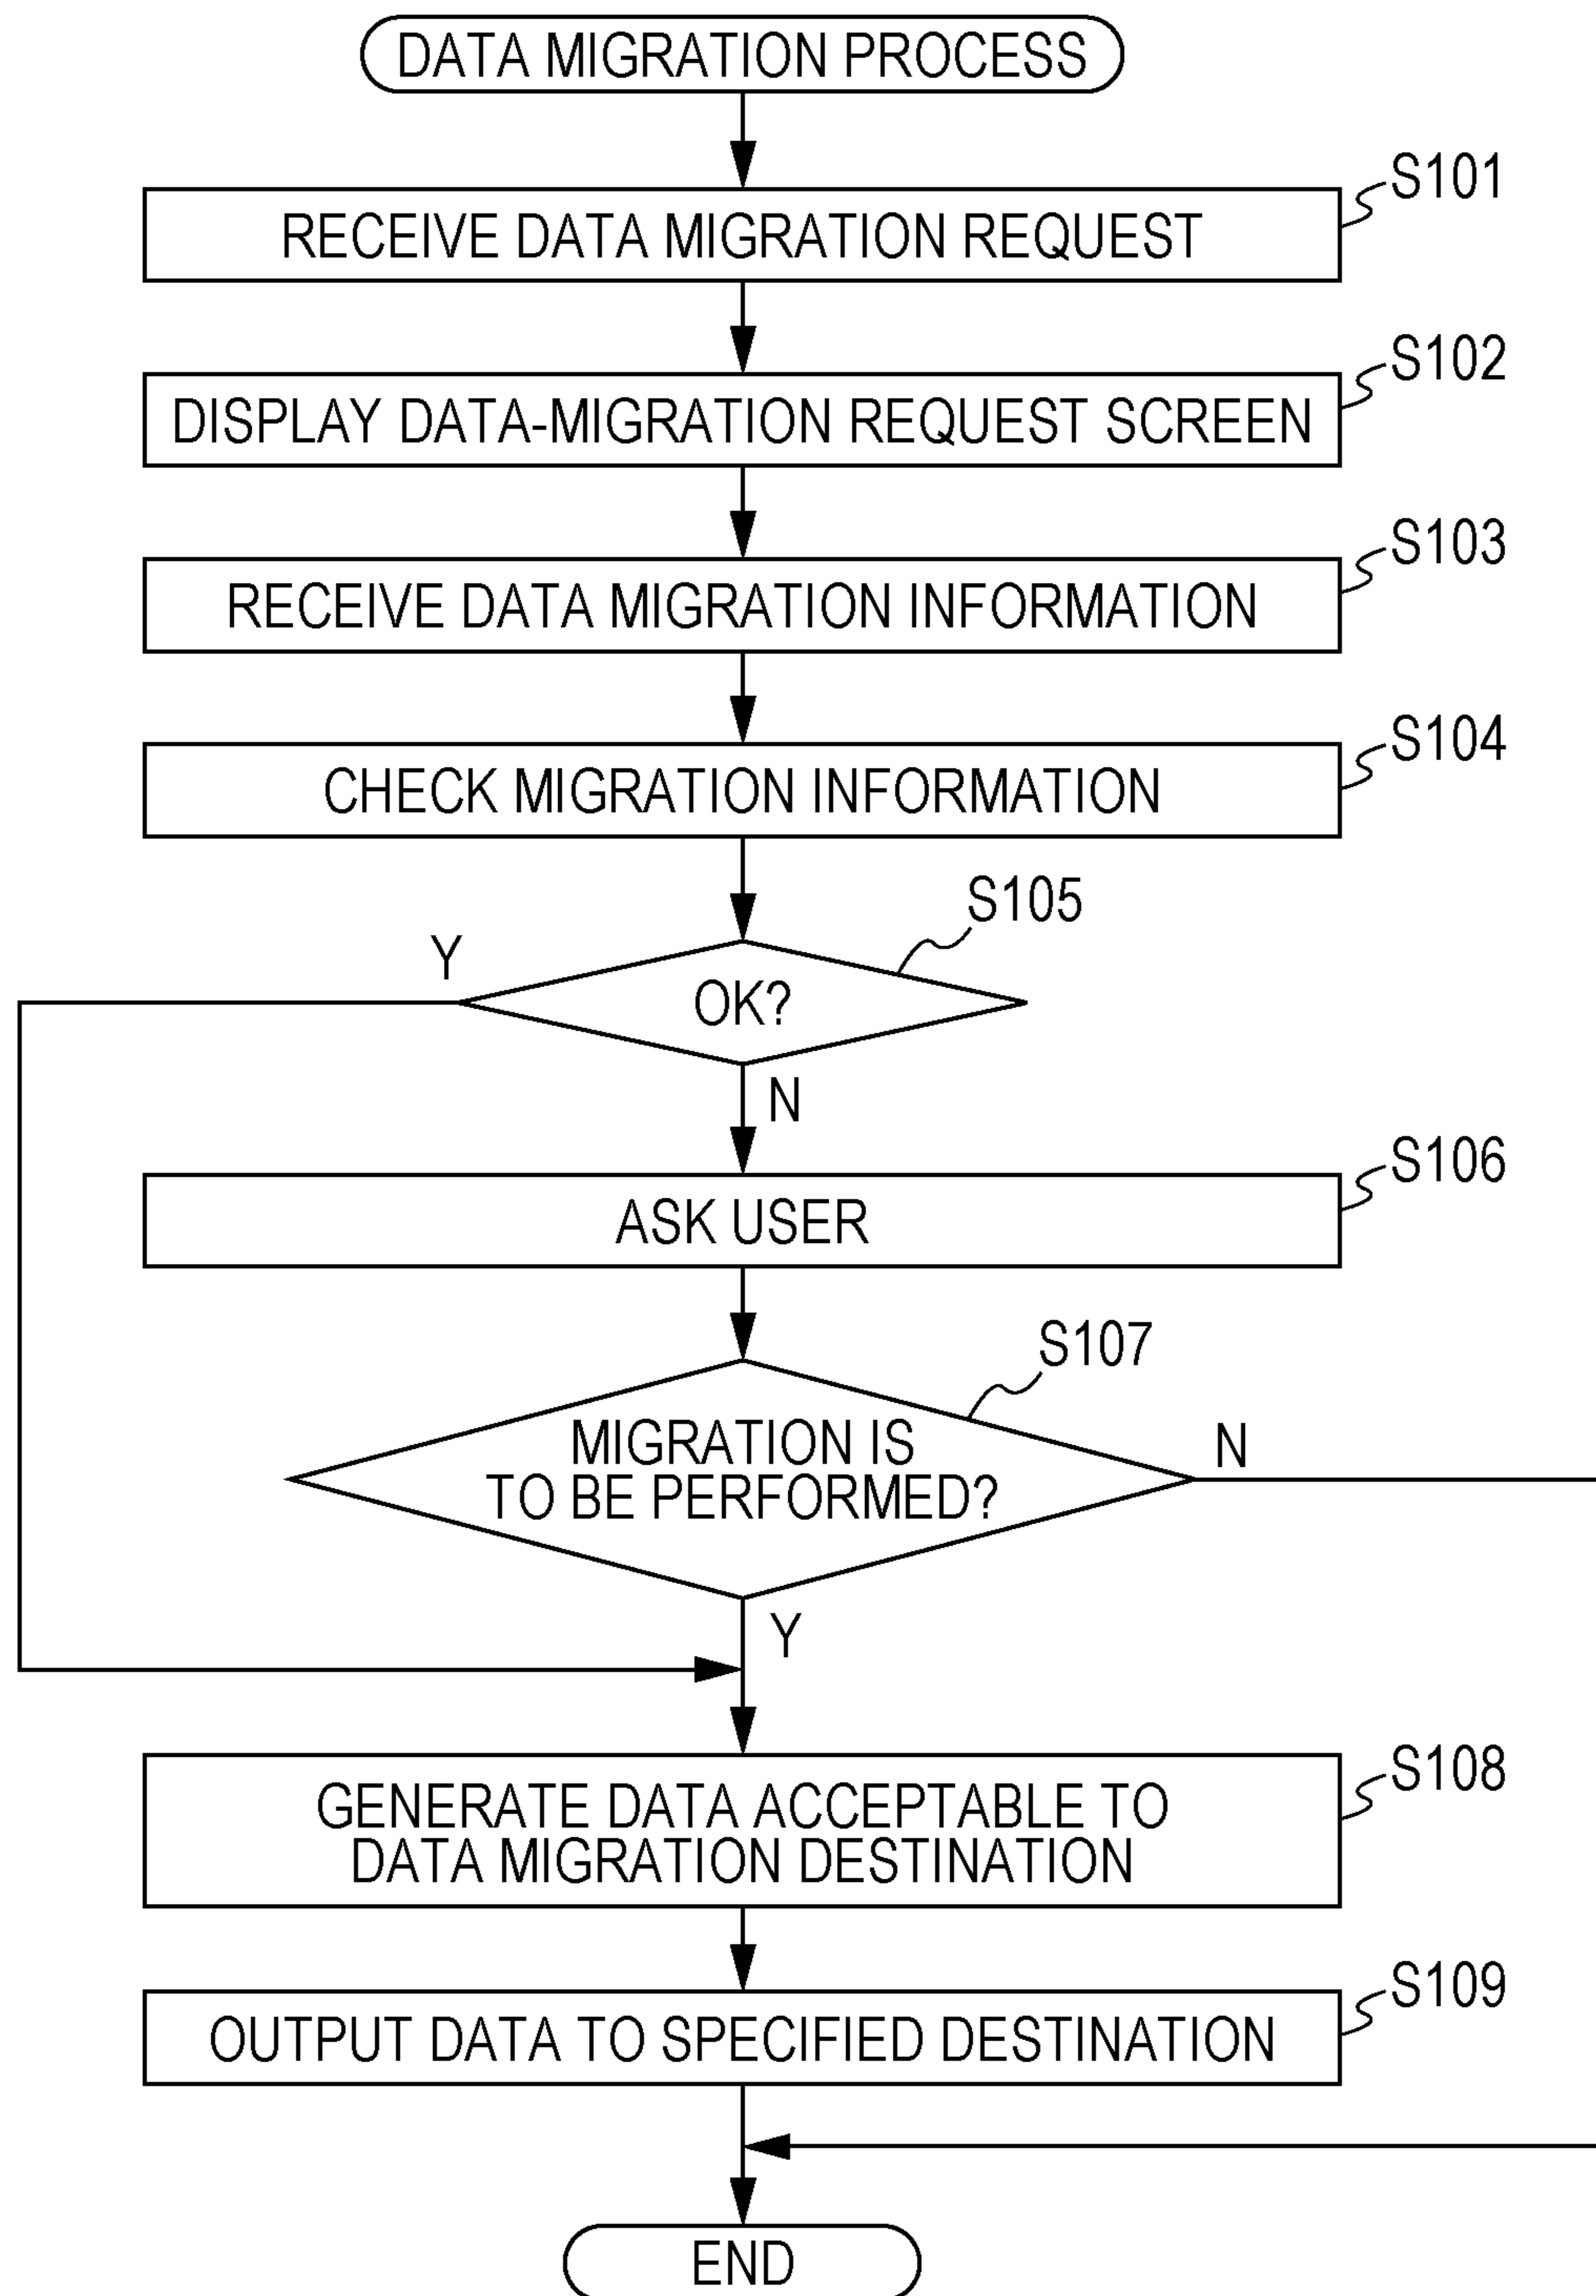 DATA MIGRATION PROCESS
S101
RECEIVE DATA MIGRATION REQUEST
S102
DISPLAY DATA-MIGRATION REQUEST SCREEN
S103
RECEIVE DATA MIGRATION INFORMATION
S104
CHECK MIGRATION INFORMATION
S105
Y
OK?
N
S106
ASK USER
S107
MIGRATION IS
TO BE PERFORMED?
N
Y
S108
GENERATE DATA ACCEPTABLE TO
DATA MIGRATION DESTINATION
S109
OUTPUT DATA TO SPECIFIED DESTINATION
END